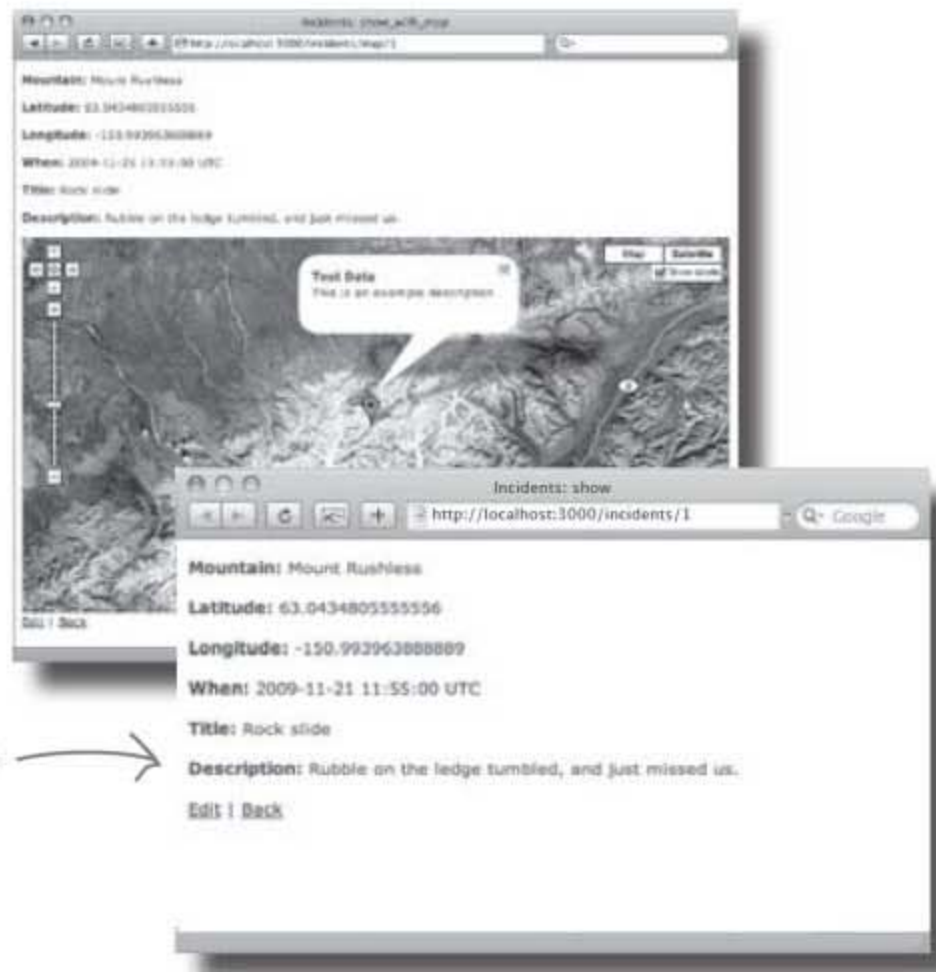 Incidents: show_with_map
http://localhost:3000/incidents/map/1
Mountain: Mount Rushless
Latitude: 63.0434805555556
Longitude: -150.993963888889
When: 2009-11-21 11:55:00 UTC
Title: Rock slide
Description: Rubble on the ledge tumbled, and just missed us.
Map
Satellite
Test Data
This is an example description
Edit | Back
Incidents: show
http://localhost:3000/incidents/1
Google
Mountain: Mount Rushless
Latitude: 63.0434805555556
Longitude: -150.993963888889
When: 2009-11-21 11:55:00 UTC
Title: Rock slide
Description: Rubble on the ledge tumbled, and just missed us.
Edit | Back